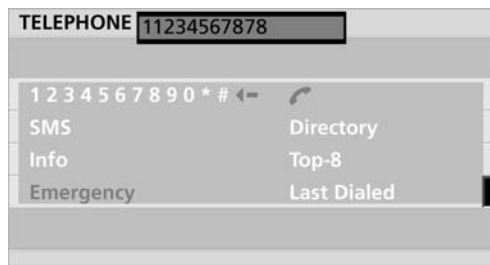 TELEPHONE 11234567878
1 2 3 4 5 6 7 8 9 0 * #
SMS Directory
Info Top-8
Emergency Last Dialed